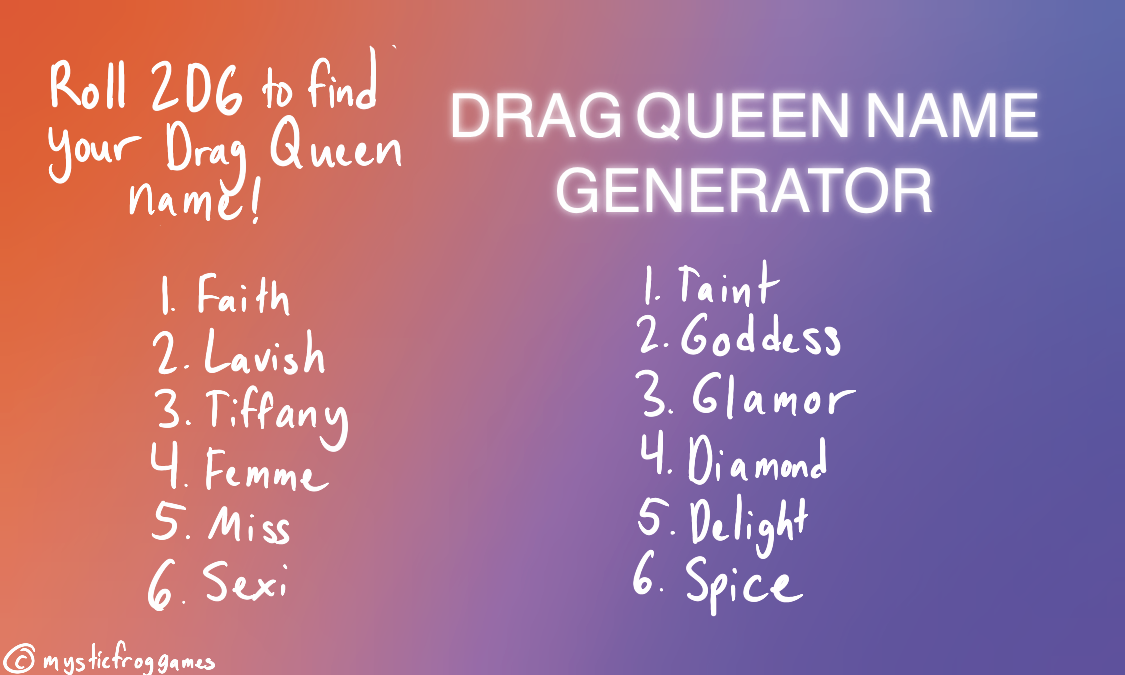 Roll 2D6 to find
your Drag Queen
name!
DRAG QUEEN NAME
GENERATOR
1. Faith
2. Lavish
3. Tiffany
4. Femme
5. Miss
6. Sexi
1. Taint
2. Goddess
3. Glamor
4. Diamond
5. Delight
6. Spice
© mysticfroggames